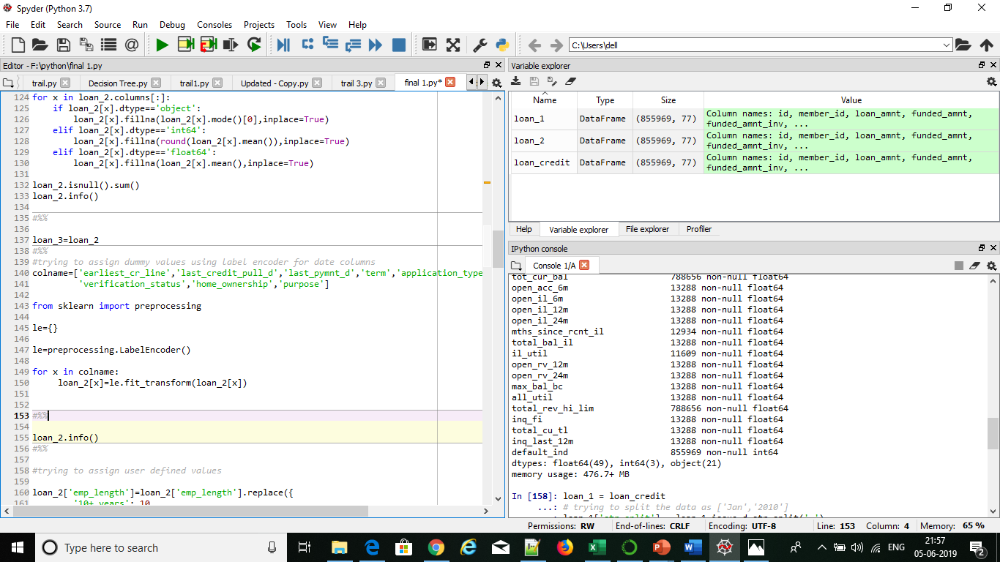 Spyder (Python 3.7)
File Edit Search Source Run Debug Consoles Projects Tools View Help
C:\Users\dell
Editor - F:\python\final 1.py
trail.py Decision Tree.py trail1.py Updated - Copy.py trail 3.py final 1.py*
124 for x in loan_2.columns[:]:
125 if loan_2[x].dtype=='object':
126 loan_2[x].fillna(loan_2[x].mode()[0],inplace=True)
127 elif loan_2[x].dtype=='int64':
128 loan_2[x].fillna(round(loan_2[x].mean()),inplace=True)
129 elif loan_2[x].dtype=='float64':
130 loan_2[x].fillna(loan_2[x].mean(),inplace=True)
131
132 loan_2.isnull().sum()
133 loan_2.info()
134
135 #%%
136
137 loan_3=loan_2
138 #%%
139 #trying to assign dummy values using label encoder for date columns
140 colname=['earliest_cr_line','last_credit_pull_d','last_pymnt_d','term','application_type
141 'verification_status','home_ownership','purpose']
142
143 from sklearn import preprocessing
144
145 le={}
146
147 le=preprocessing.LabelEncoder()
148
149 for x in colname:
150 loan_2[x]=le.fit_transform(loan_2[x])
151
152
153 #%%
154
155 loan_2.info()
156 #%%
157
158 #trying to assign user defined values
159
160 loan_2['emp_length']=loan_2['emp_length'].replace({
161 '10+ years': 10
Variable explorer
Name Type Size Value
loan_1 DataFrame (855969, 77) Column names: id, member_id, loan_amnt, funded_amnt,
funded_amnt_inv, ...
loan_2 DataFrame (855969, 77) Column names: id, member_id, loan_amnt, funded_amnt,
funded_amnt_inv, ...
loan_credit DataFrame (855969, 77) Column names: id, member_id, loan_amnt, funded_amnt,
funded_amnt_inv, ...
Help Variable explorer File explorer Profiler
IPython console
Console 1/A
tot_cur_bal 788656 non-null float64
open_acc_6m 13288 non-null float64
open_il_6m 13288 non-null float64
open_il_12m 13288 non-null float64
open_il_24m 13288 non-null float64
mths_since_rcnt_il 12934 non-null float64
total_bal_il 13288 non-null float64
il_util 11609 non-null float64
open_rv_12m 13288 non-null float64
open_rv_24m 13288 non-null float64
max_bal_bc 13288 non-null float64
all_util 13288 non-null float64
total_rev_hi_lim 788656 non-null float64
inq_fi 13288 non-null float64
total_cu_tl 13288 non-null float64
inq_last_12m 13288 non-null float64
default_ind 855969 non-null int64
dtypes: float64(49), int64(3), object(21)
memory usage: 476.7+ MB
In [158]: loan_1 = loan_credit
...: # trying to split the data as ['Jan','2010']
Permissions: RW End-of-lines: CRLF Encoding: UTF-8 Line: 153 Column: 4 Memory: 65 %
Type here to search
ENG
21:57
05-06-2019
2